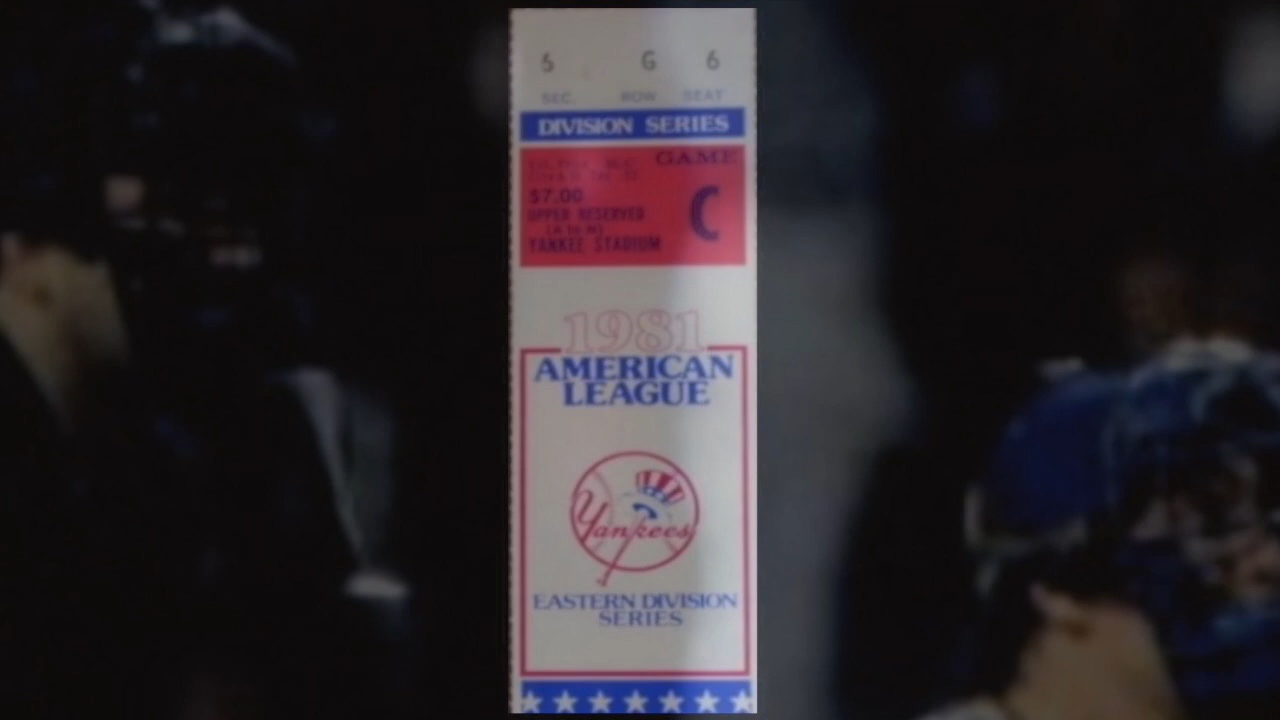 6 G 6
SEC. ROW SEAT
DIVISION SERIES
GAME
$7.00
C
UPPER RESERVED
YANKEE STADIUM
1981
AMERICAN
LEAGUE
Yankees
EASTERN DIVISION
SERIES